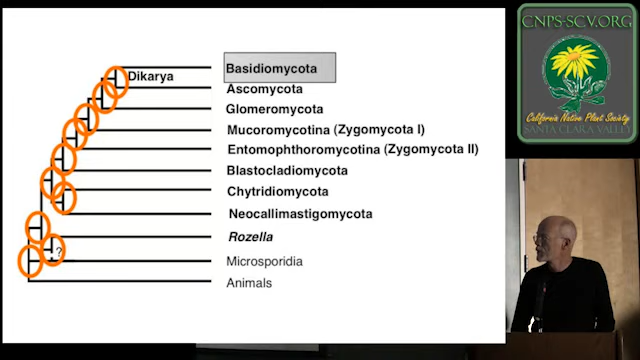 Basidiomycota
Dikarya
Ascomycota
Glomeromycota
Mucoromycotina (Zygomycota I)
Entomophthoromycotina (Zygomycota II)
Blastocladiomycota
Chytridiomycota
Neocallimastigomycota
Rozella
?
Microsporidia
Animals
CNPS-SCV.ORG
California Native Plant Society
SANTA CLARA VALLEY